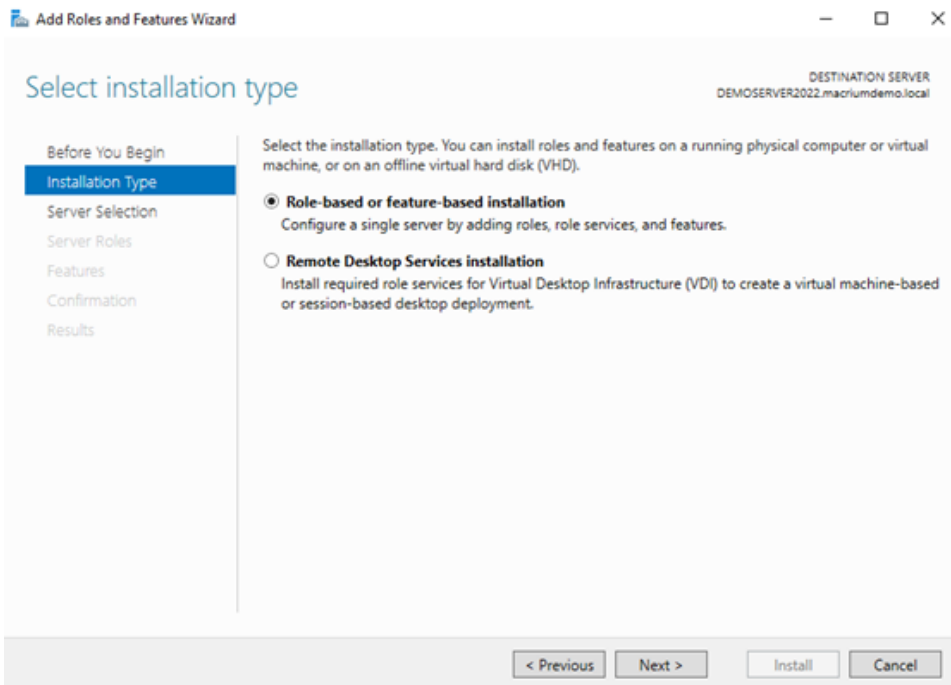 Add Roles and Features Wizard
Select installation type
DESTINATION SERVER
DEMOSERVER2022.macriumdemo.local
Before You Begin
Installation Type
Server Selection
Server Roles
Features
Confirmation
Results
Select the installation type. You can install roles and features on a running physical computer or virtual
machine, or on an offline virtual hard disk (VHD).
Role-based or feature-based installation
Configure a single server by adding roles, role services, and features.
Remote Desktop Services installation
Install required role services for Virtual Desktop Infrastructure (VDI) to create a virtual machine-based
or session-based desktop deployment.
< Previous
Next >
Install
Cancel